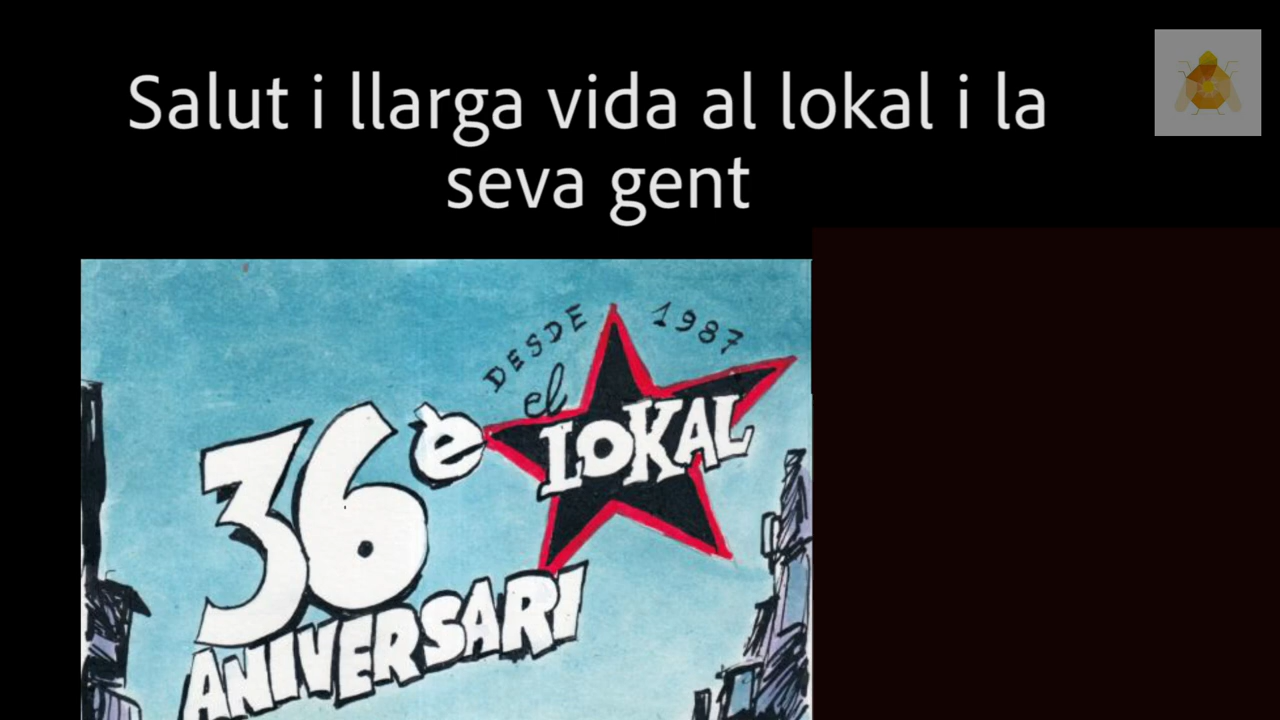 Salut i llarga vida al lokal i la
seva gent
DESDE 1987
el
LOKAL
36è
ANIVERSARI